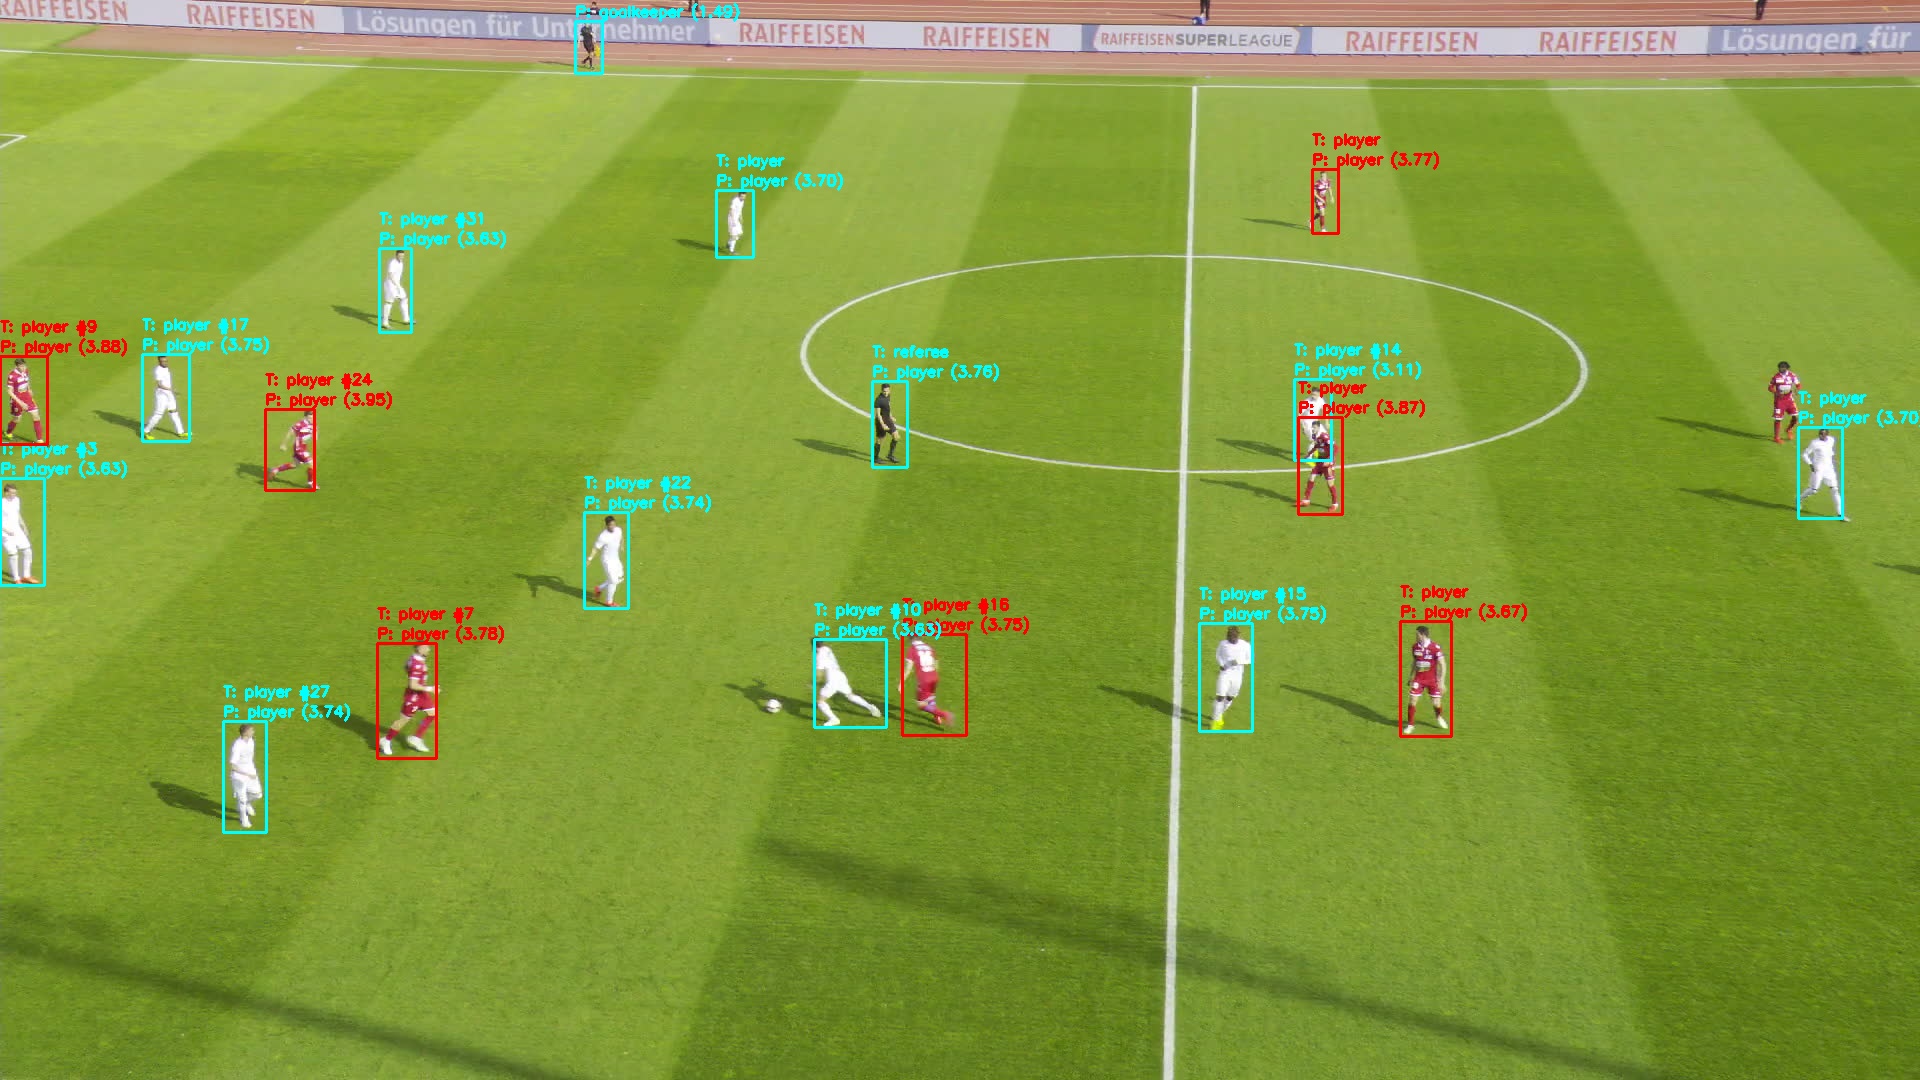 RAIFFEISEN
RAIFFEISEN
Lösungen für Unternehmer
RAIFFEISEN
RAIFFEISEN
RAIFFEISENSUPERLEAGUE
RAIFFEISEN
RAIFFEISEN
Lösungen für
P: goalkeeper (1.49)
T: player
P: player (3.77)
T: player
P: player (3.70)
T: player #31
P: player (3.63)
T: player #9
P: player (3.88)
T: player #17
P: player (3.75)
T: player #24
P: player (3.95)
T: referee
P: player (3.76)
T: player #14
P: player (3.11)
T: player
P: player (3.87)
T: player
P: player (3.70
T: player #3
P: player (3.63)
T: player #22
P: player (3.74)
T: player #7
P: player (3.78)
T: player #10
P: player (3.63)
T: player #16
P: player (3.75)
T: player #15
P: player (3.75)
T: player
P: player (3.67)
T: player #27
P: player (3.74)